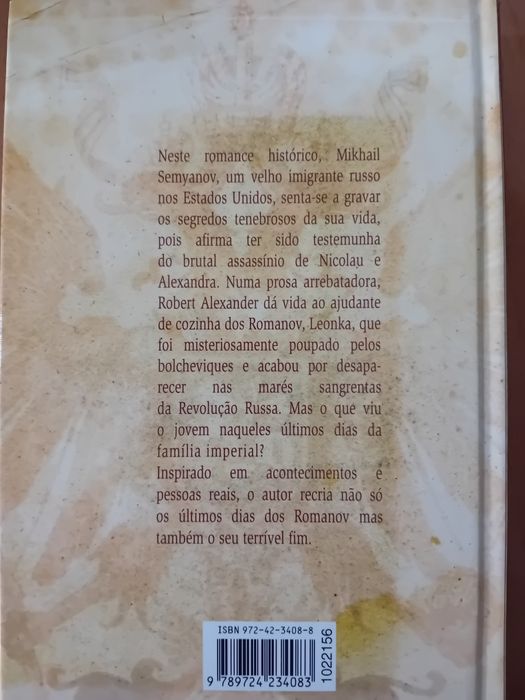 Neste romance histórico, Mikhail
Semyanov, um velho imigrante russo
nos Estados Unidos, senta-se a gravar
os segredos tenebrosos da sua vida,
pois afirma ter sido testemunha
do brutal assassínio de Nicolau e
Alexandra. Numa prosa arrebatadora,
Robert Alexander dá vida ao ajudante
de cozinha dos Romanov, Leonka, que
foi misteriosamente poupado pelos
bolcheviques e acabou por desapa-
recer nas marés sangrentas
da Revolução Russa. Mas o que viu
o jovem naqueles últimos dias da
família imperial?
Inspirado em acontecimentos e
pessoas reais, o autor recria não só
os últimos dias dos Romanov mas
também o seu terrível fim.
ISBN 972-42-3408-8
9 789724 234083
1022156